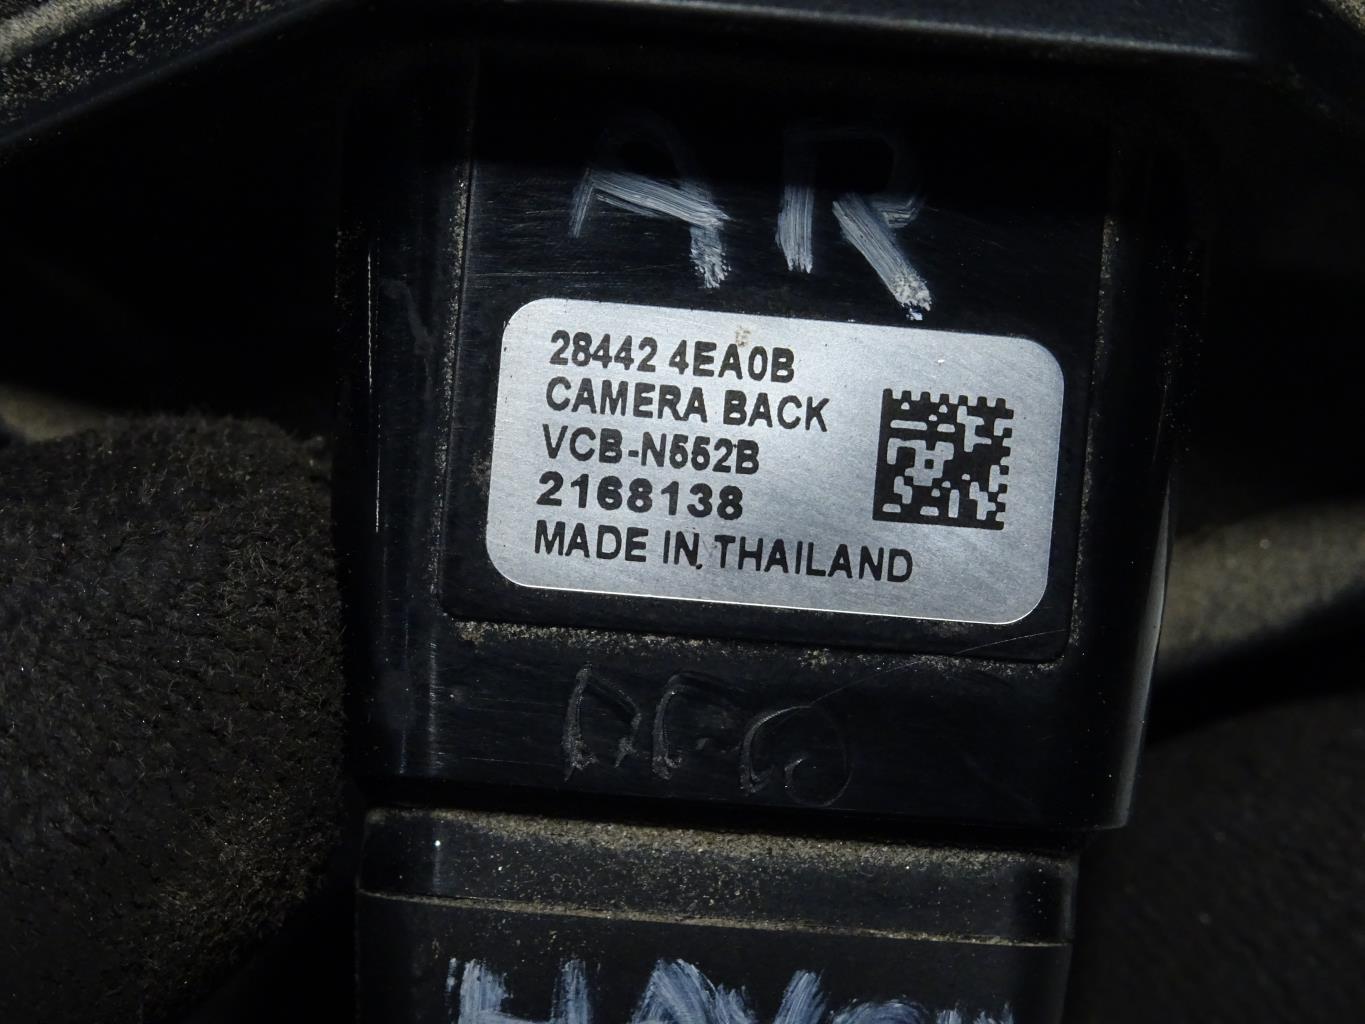 AR
28442 4EA0B
CAMERA BACK
VCB-N552B
2168138
MADE IN THAILAND